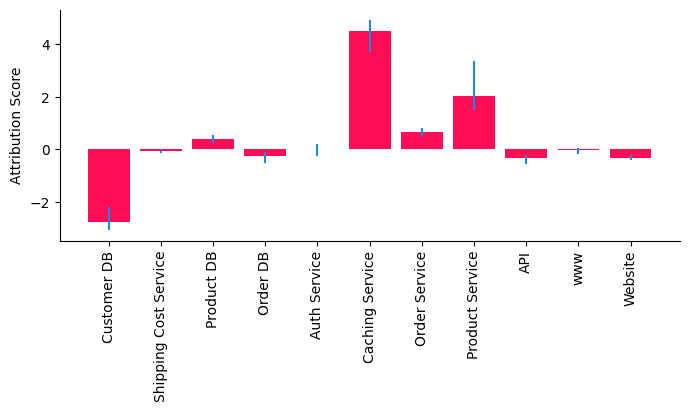 Attribution Score
4
2
0
−2
Customer DB
Shipping Cost Service
Product DB
Order DB
Auth Service
Caching Service
Order Service
Product Service
API
www
Website